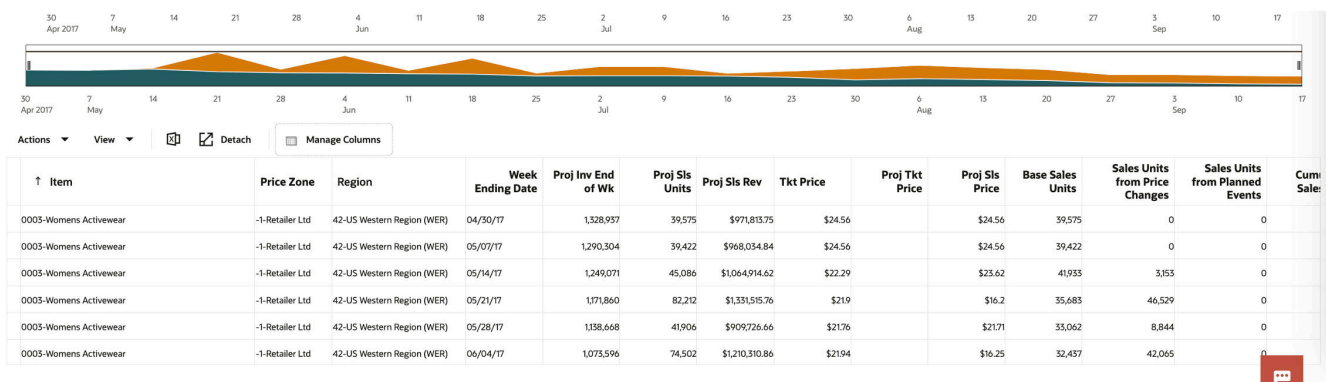 30 7 14 21 28 4 11 18 25 2 9 16 23 30 6 13 20 27 3 10 17
Apr 2017 May Jun Jul Aug Sep
30 7 14 21 28 4 11 18 25 2 9 16 23 30 6 13 20 27 3 10 17
Apr 2017 May Jun Jul Aug Sep
Actions View Detach Manage Columns
↑ Item Price Zone Region Week Ending Date Proj Inv End of Wk Proj Sls Units Proj Sls Rev Tkt Price Proj Tkt Price Proj Sls Price Base Sales Units Sales Units from Price Changes Sales Units from Planned Events
0003-Womens Activewear -1-Retailer Ltd 42-US Western Region (WER) 04/30/17 1,328,937 39,575 $971,813.75 $24.56 $24.56 39,575 0 0
0003-Womens Activewear -1-Retailer Ltd 42-US Western Region (WER) 05/07/17 1,290,304 39,422 $968,034.84 $24.56 $24.56 39,422 0 0
0003-Womens Activewear -1-Retailer Ltd 42-US Western Region (WER) 05/14/17 1,249,071 45,086 $1,064,914.62 $22.29 $23.62 41,933 3,153 0
0003-Womens Activewear -1-Retailer Ltd 42-US Western Region (WER) 05/21/17 1,171,860 82,212 $1,331,515.76 $21.9 $16.2 35,683 46,529 0
0003-Womens Activewear -1-Retailer Ltd 42-US Western Region (WER) 05/28/17 1,138,668 41,906 $909,726.66 $21.76 $21.71 33,062 8,844 0
0003-Womens Activewear -1-Retailer Ltd 42-US Western Region (WER) 06/04/17 1,073,596 74,502 $1,210,310.86 $21.94 $16.25 32,437 42,065 0